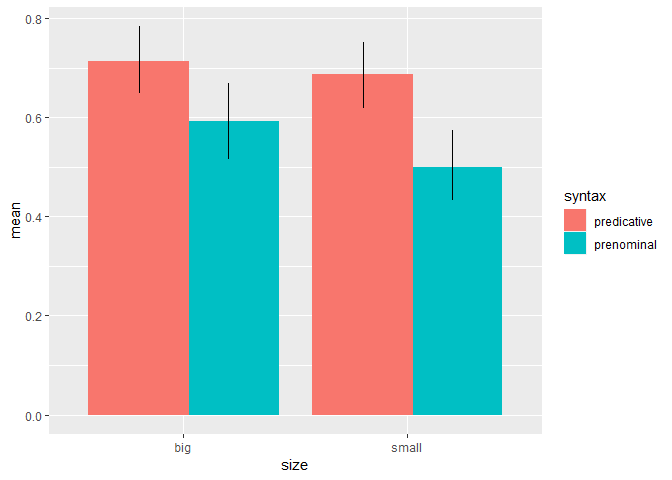 0.8
0.6
0.4
0.2
0.0
mean
big
small
size
syntax
predicative
prenominal